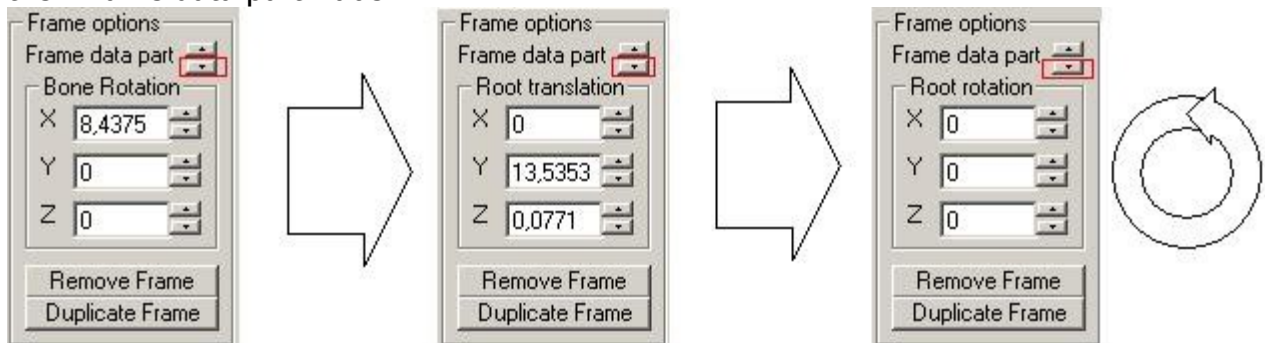 Frame options
Frame data part
Bone Rotation
X 8,4375
Y 0
Z 0
Remove Frame
Duplicate Frame
Frame options
Frame data part
Root translation
X 0
Y 13,5353
Z 0,0771
Remove Frame
Duplicate Frame
Frame options
Frame data part
Root rotation
X 0
Y 0
Z 0
Remove Frame
Duplicate Frame